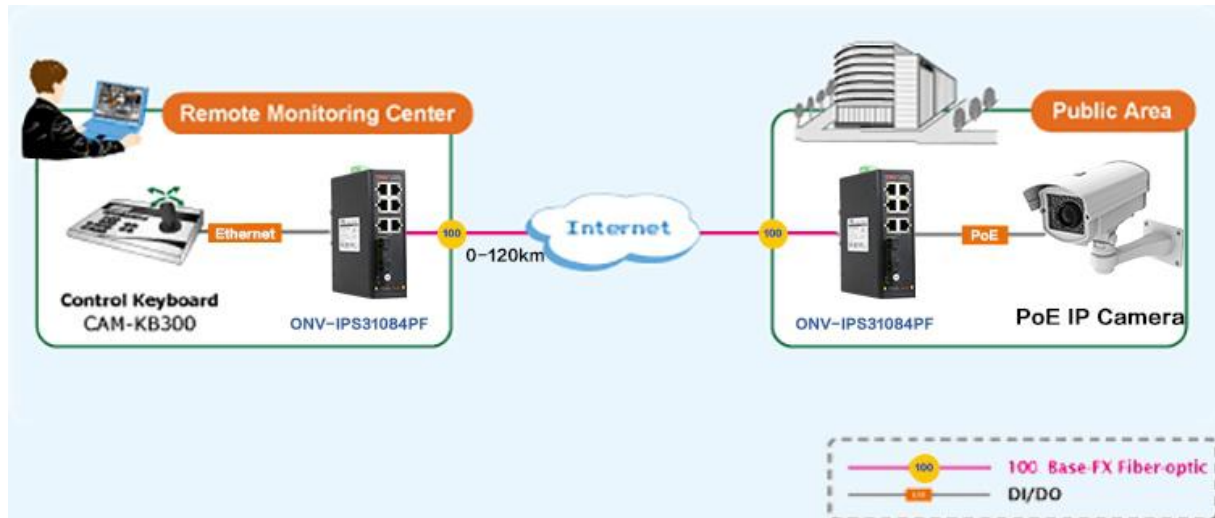 Remote Monitoring Center
Public Area
Ethernet
100
0-120km
Internet
100
PoE
Control Keyboard
CAM-KB300
ONV-IPS31084PF
ONV-IPS31084PF
PoE IP Camera
100
100 Base-FX Fiber-optic
DI/DO